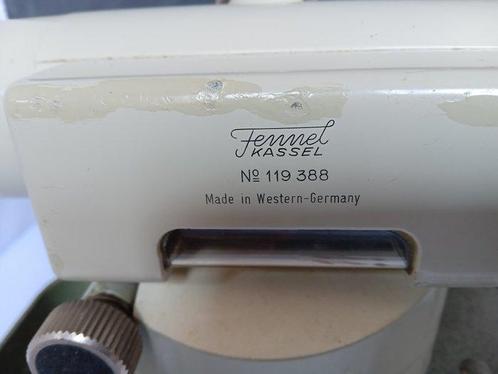 Fennel
KASSEL
Nº 119 388
Made in Western-Germany